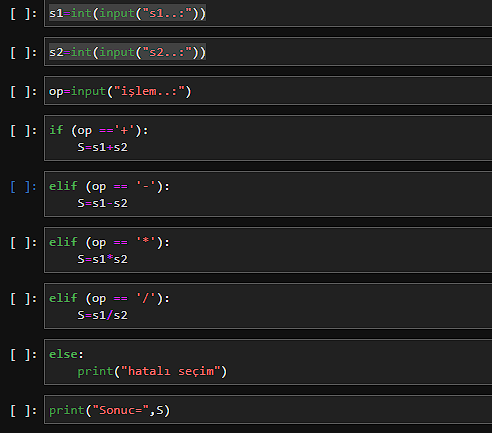 [ ]: s1=int(input("s1..:"))
[ ]: s2=int(input("s2..:"))
[ ]: op=input("işlem..:")
[ ]: if (op =='+'):
S=s1+s2
[ ]: elif (op == '-'):
S=s1-s2
[ ]: elif (op == '*'):
S=s1*s2
[ ]: elif (op == '/'):
S=s1/s2
[ ]: else:
print("hatalı seçim")
[ ]: print("Sonuc=",S)